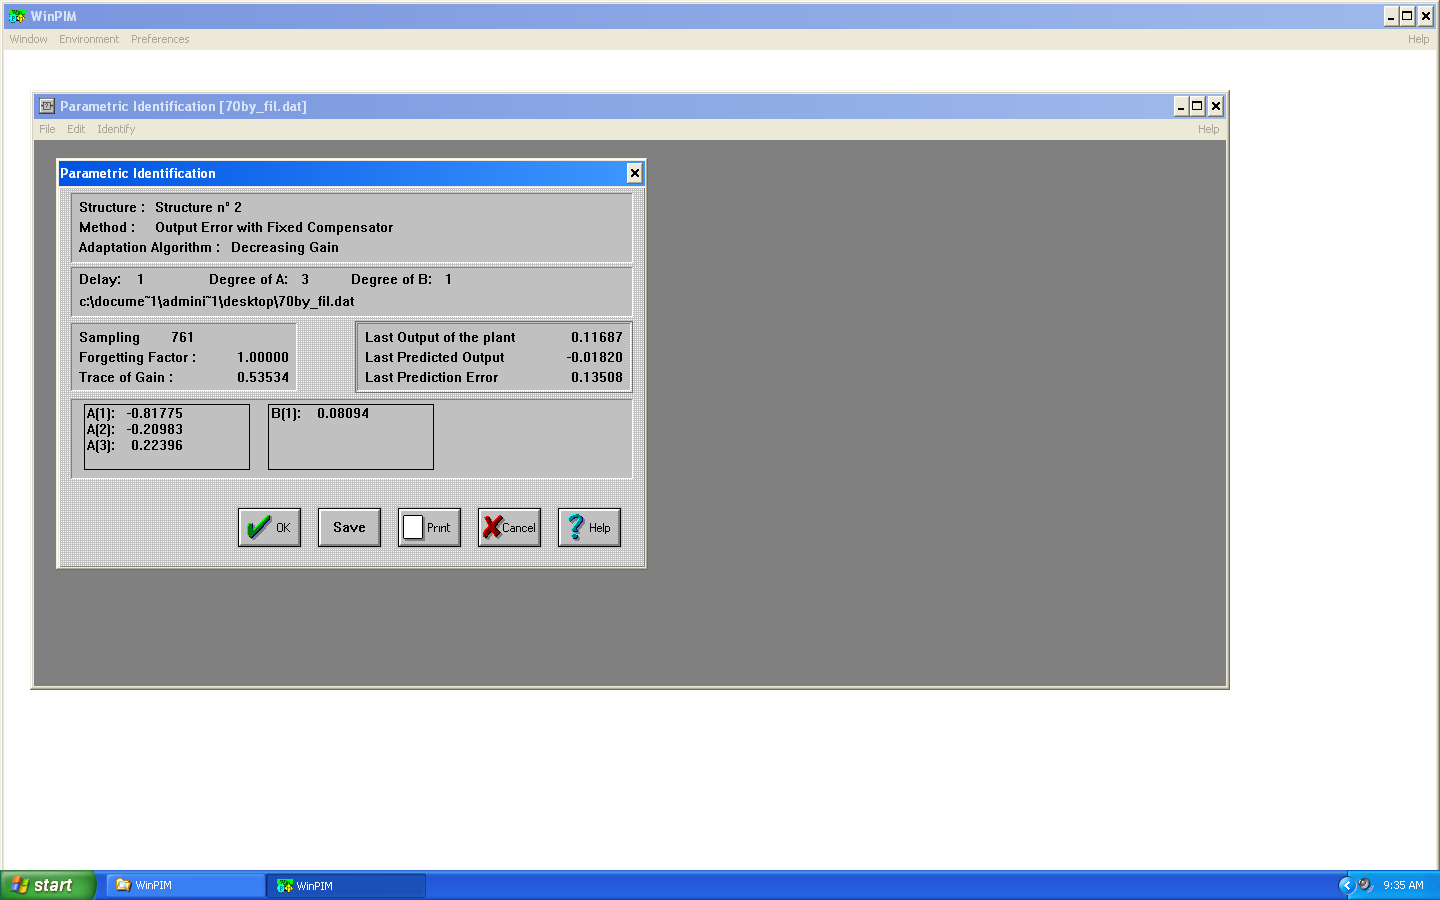 WinPIM
Window Environment Preferences Help
Parametric Identification [70by_fil.dat]
File Edit Identify Help
Parametric Identification
Structure : Structure n° 2
Method : Output Error with Fixed Compensator
Adaptation Algorithm : Decreasing Gain
Delay: 1 Degree of A: 3 Degree of B: 1
c:\docume~1\admini~1\desktop\70by_fil.dat
Sampling 761
Forgetting Factor : 1.00000
Trace of Gain : 0.53534
Last Output of the plant 0.11687
Last Predicted Output -0.01820
Last Prediction Error 0.13508
A(1): -0.81775
A(2): -0.20983
A(3): 0.22396
B(1): 0.08094
OK Save Print Cancel Help
start WinPIM WinPIM 9:35 AM